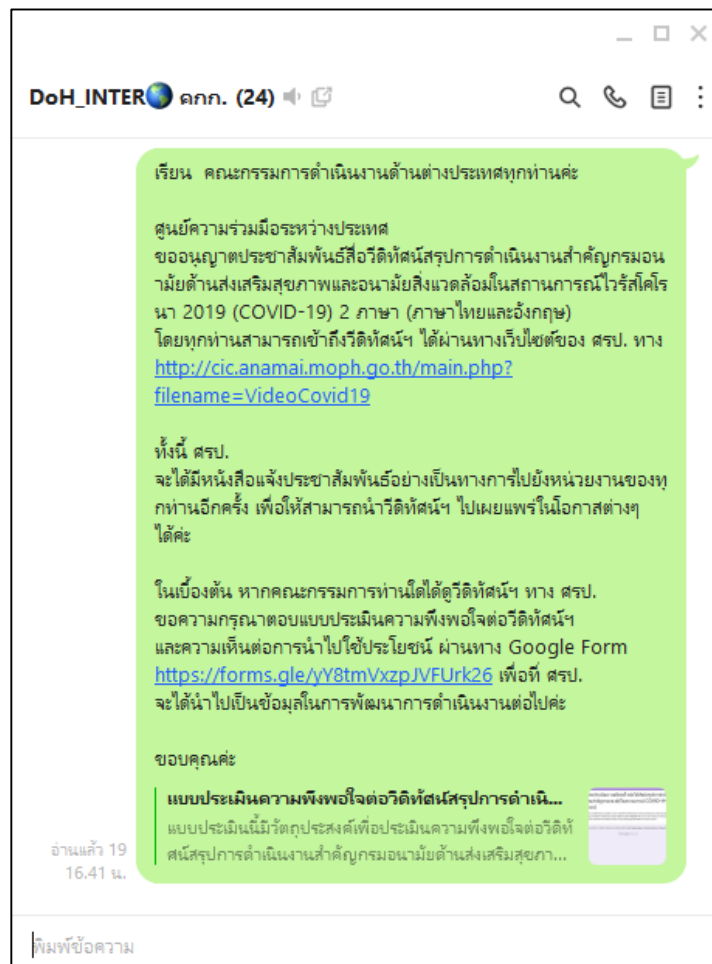 DoH_INTER🌏 คกก. (24)
เรียน คณะกรรมการดำเนินงานด้านต่างประเทศทุกท่านค่ะ
ศูนย์ความร่วมมือระหว่างประเทศ
ขออนุญาตประชาสัมพันธ์สื่อวีดิทัศน์สรุปการดำเนินงานสำคัญกรมอน
ามัยด้านส่งเสริมสุขภาพและอนามัยสิ่งแวดล้อมในสถานการณ์ไวรัสโคโร
นา 2019 (COVID-19) 2 ภาษา (ภาษาไทยและอังกฤษ)
โดยทุกท่านสามารถเข้าถึงวีดิทัศน์ฯ ได้ผ่านทางเว็บไซต์ของ ศรป. ทาง
http://cic.anamai.moph.go.th/main.php?
filename=VideoCovid19
ทั้งนี้ ศรป.
จะได้มีหนังสือแจ้งประชาสัมพันธ์อย่างเป็นทางการไปยังหน่วยงานของทุ
กท่านอีกครั้ง เพื่อให้สามารถนำวีดิทัศน์ฯ ไปเผยแพร่ในโอกาสต่างๆ
ได้ค่ะ
ในเบื้องต้น หากคณะกรรมการท่านใดได้ดูวีดิทัศน์ฯ ทาง ศรป.
ขอความกรุณาตอบแบบประเมินความพึงพอใจต่อวีดิทัศน์ฯ
และความเห็นต่อการนำไปใช้ประโยชน์ ผ่านทาง Google Form
https://forms.gle/yY8tmVxzpJVFUrk26 เพื่อที่ ศรป.
จะได้นำไปเป็นข้อมูลในการพัฒนาการดำเนินงานต่อไปค่ะ
ขอบคุณค่ะ
แบบประเมินความพึงพอใจต่อวีดิทัศน์สรุปการดำเนิ...
แบบประเมินนี้มีวัตถุประสงค์เพื่อประเมินความพึงพอใจต่อวีดิทั
ศน์สรุปการดำเนินงานสำคัญกรมอนามัยด้านส่งเสริมสุขภา...
อ่านแล้ว 19
16.41 น.
พิมพ์ข้อความ